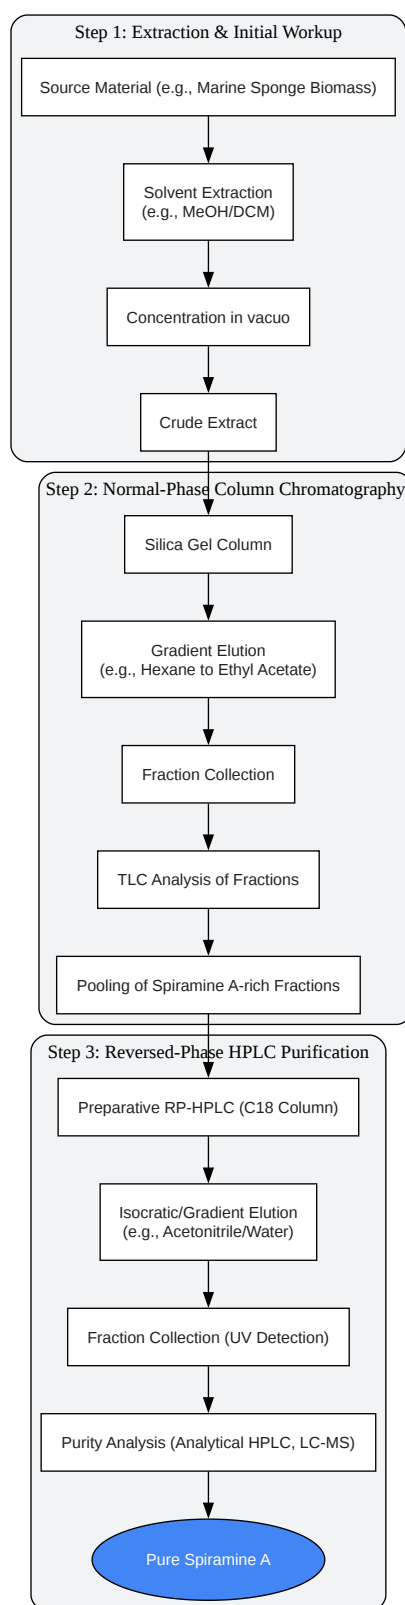 Step 1: Extraction & Initial Workup
Source Material (e.g., Marine Sponge Biomass)
Solvent Extraction
(e.g., MeOH/DCM)
Concentration in vacuo
Crude Extract
Step 2: Normal-Phase Column Chromatography
Silica Gel Column
Gradient Elution
(e.g., Hexane to Ethyl Acetate)
Fraction Collection
TLC Analysis of Fractions
Pooling of Spiramine A-rich Fractions
Step 3: Reversed-Phase HPLC Purification
Preparative RP-HPLC (C18 Column)
Isocratic/Gradient Elution
(e.g., Acetonitrile/Water)
Fraction Collection (UV Detection)
Purity Analysis (Analytical HPLC, LC-MS)
Pure Spiramine A